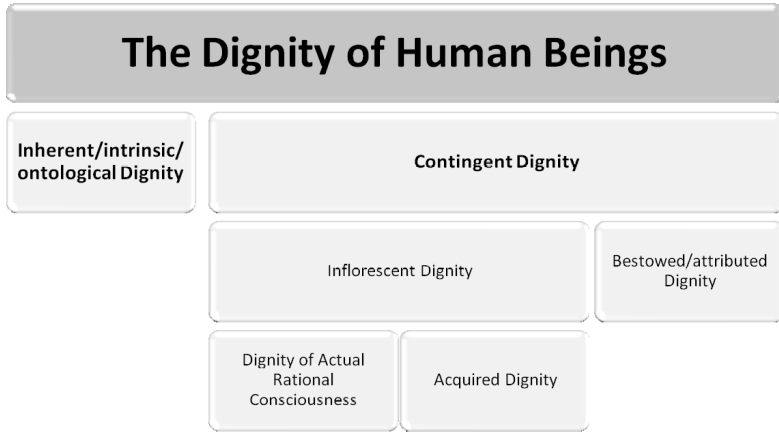 The Dignity of Human Beings
Inherent/intrinsic/
ontological Dignity
Contingent Dignity
Inflorescent Dignity
Bestowed/attributed
Dignity
Dignity of Actual
Rational
Consciousness
Acquired Dignity